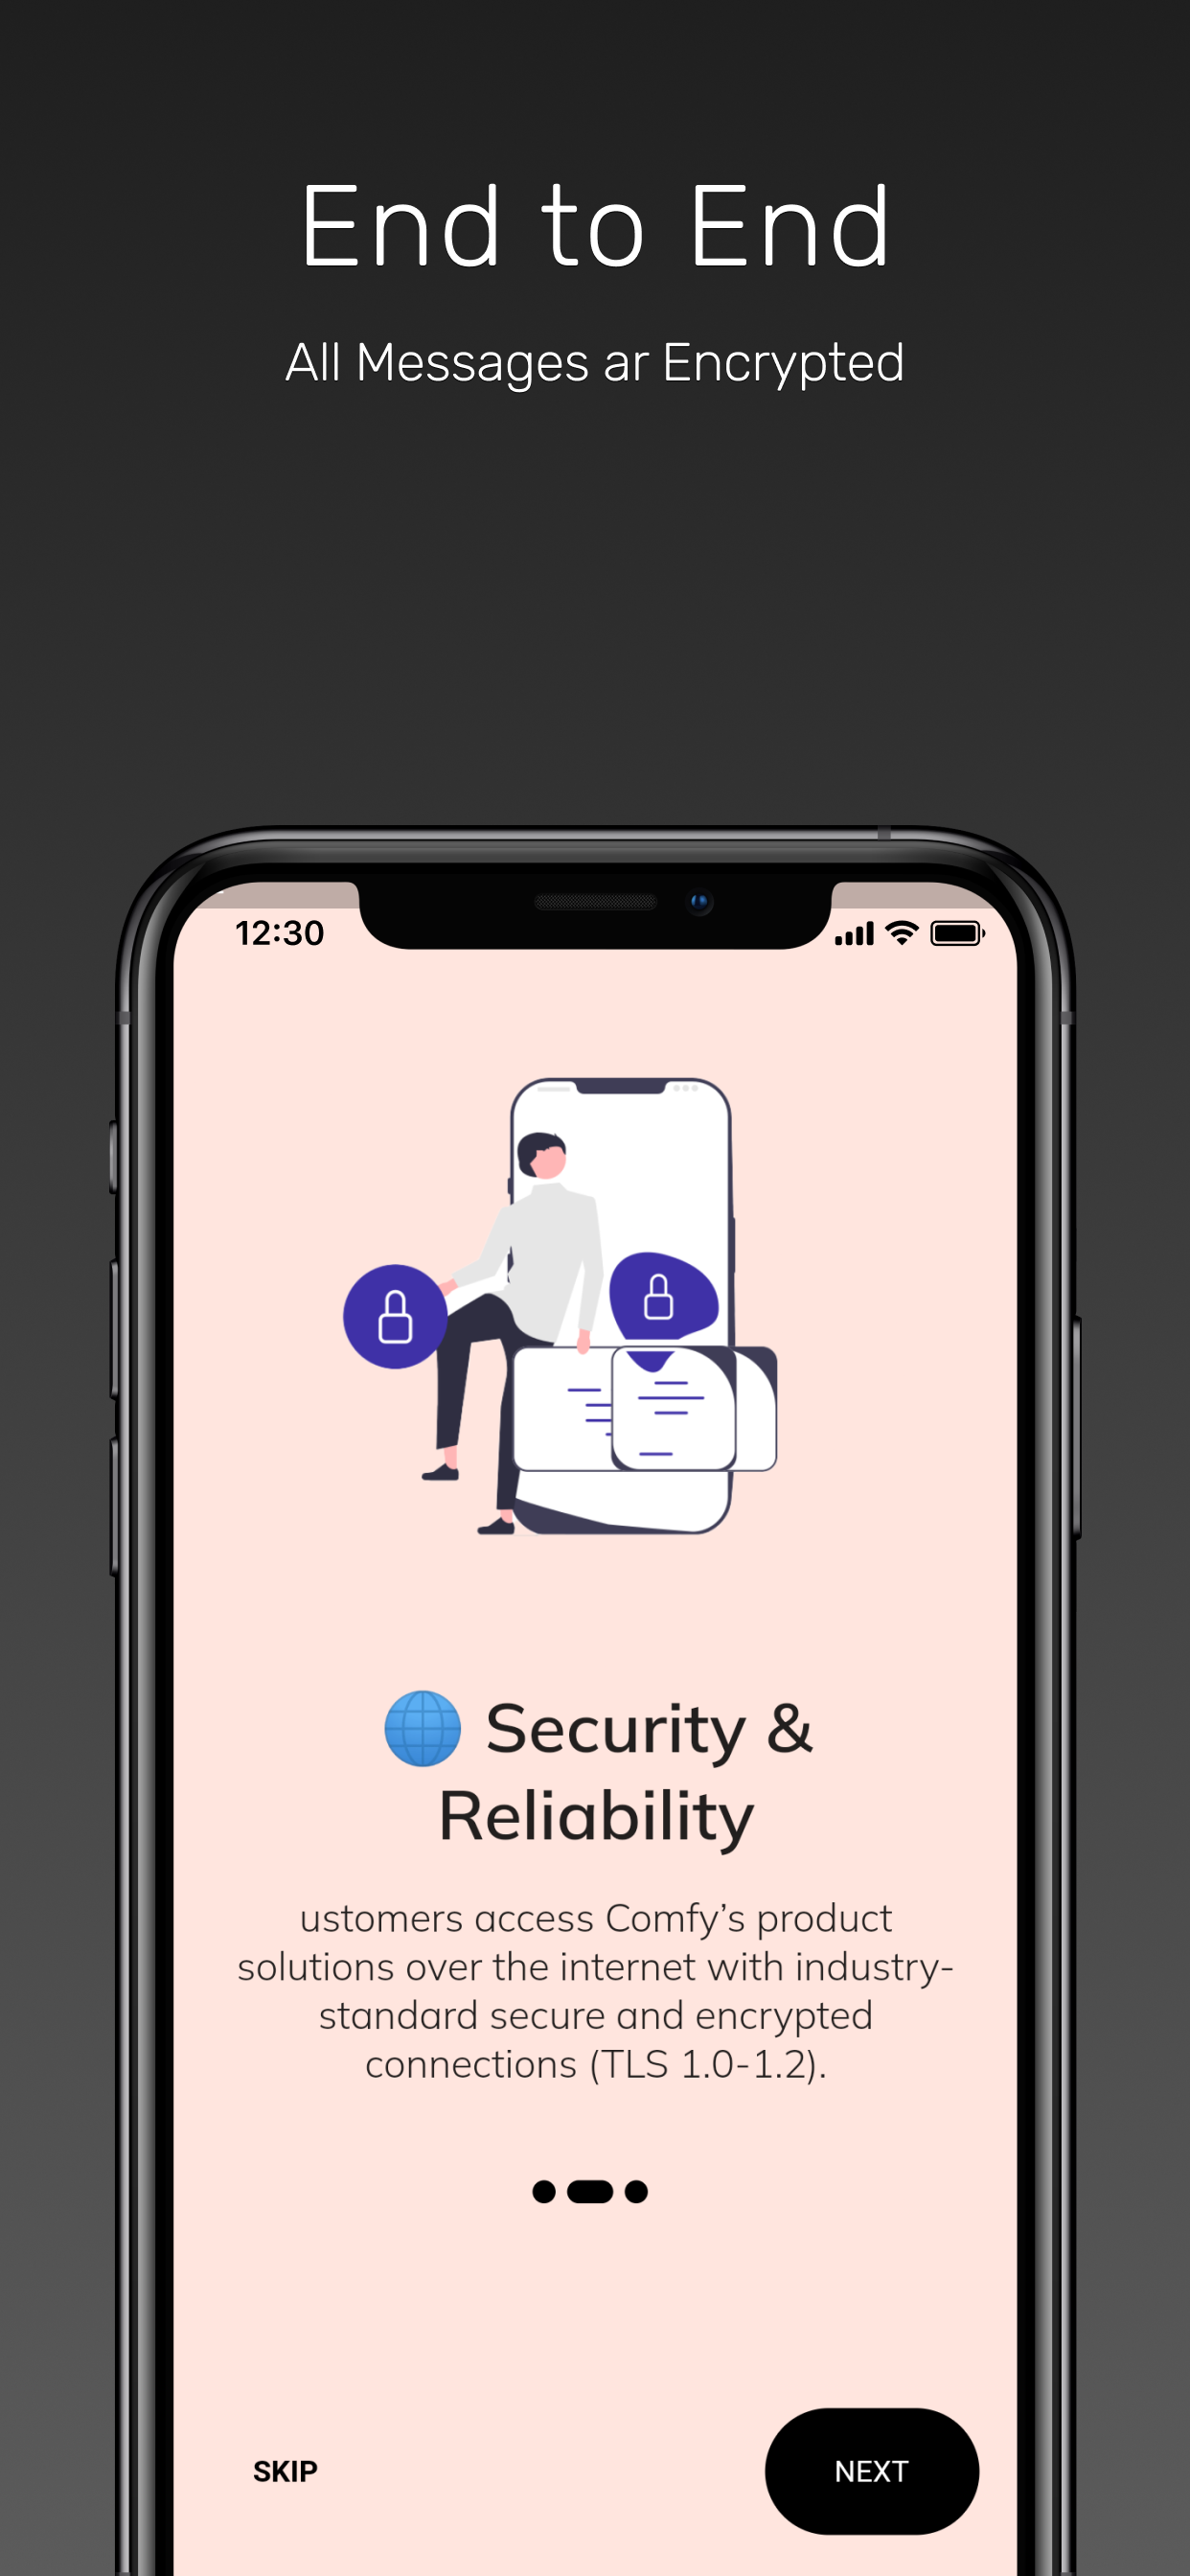 End to End
All Messages ar Encrypted
12:30
🌐 Security &
Reliability
ustomers access Comfy’s product
solutions over the internet with industry-
standard secure and encrypted
connections (TLS 1.0-1.2).
SKIP
NEXT